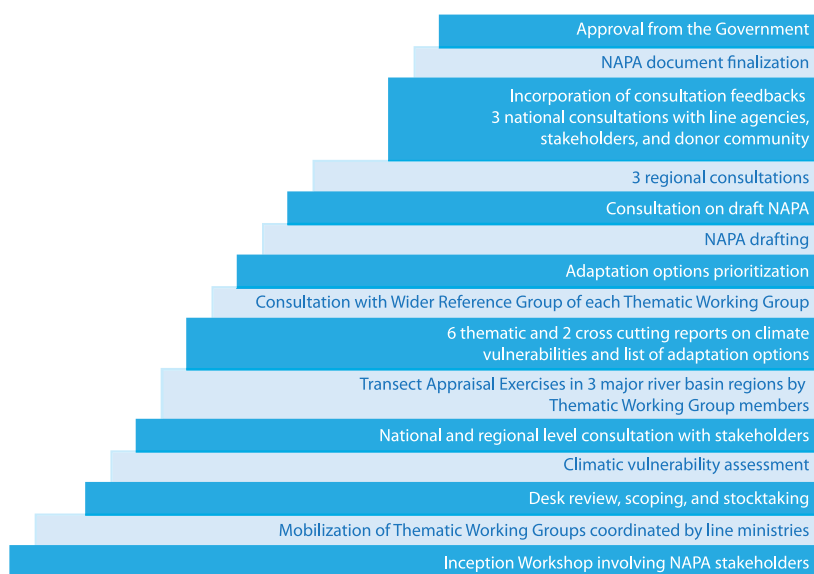 Approval from the Government
NAPA document finalization
Incorporation of consultation feedbacks
3 national consultations with line agencies,
stakeholders, and donor community
3 regional consultations
Consultation on draft NAPA
NAPA drafting
Adaptation options prioritization
Consultation with Wider Reference Group of each Thematic Working Group
6 thematic and 2 cross cutting reports on climate
vulnerabilities and list of adaptation options
Transect Appraisal Exercises in 3 major river basin regions by
Thematic Working Group members
National and regional level consultation with stakeholders
Climatic vulnerability assessment
Desk review, scoping, and stocktaking
Mobilization of Thematic Working Groups coordinated by line ministries
Inception Workshop involving NAPA stakeholders